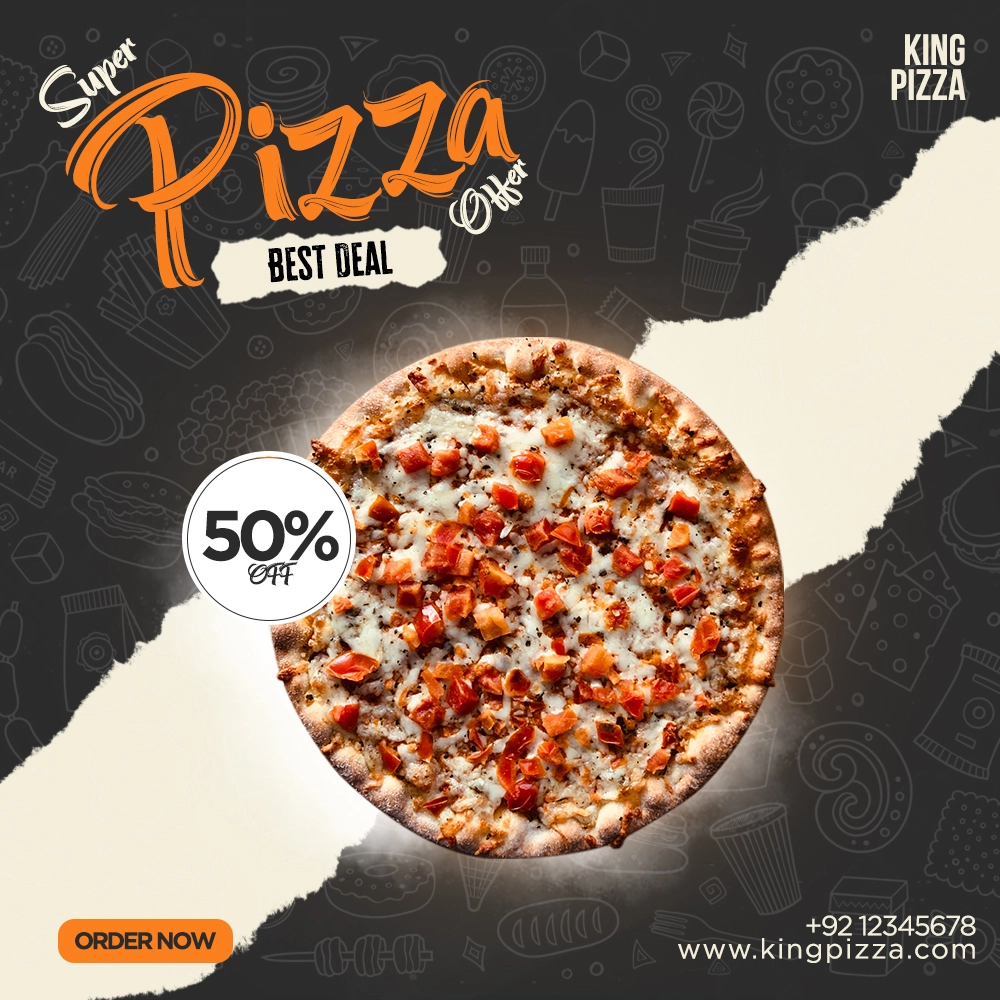 Super
Pizza
Offer
BEST DEAL
KING
PIZZA
50%
OFF
ORDER NOW
+92 12345678
www.kingpizza.com